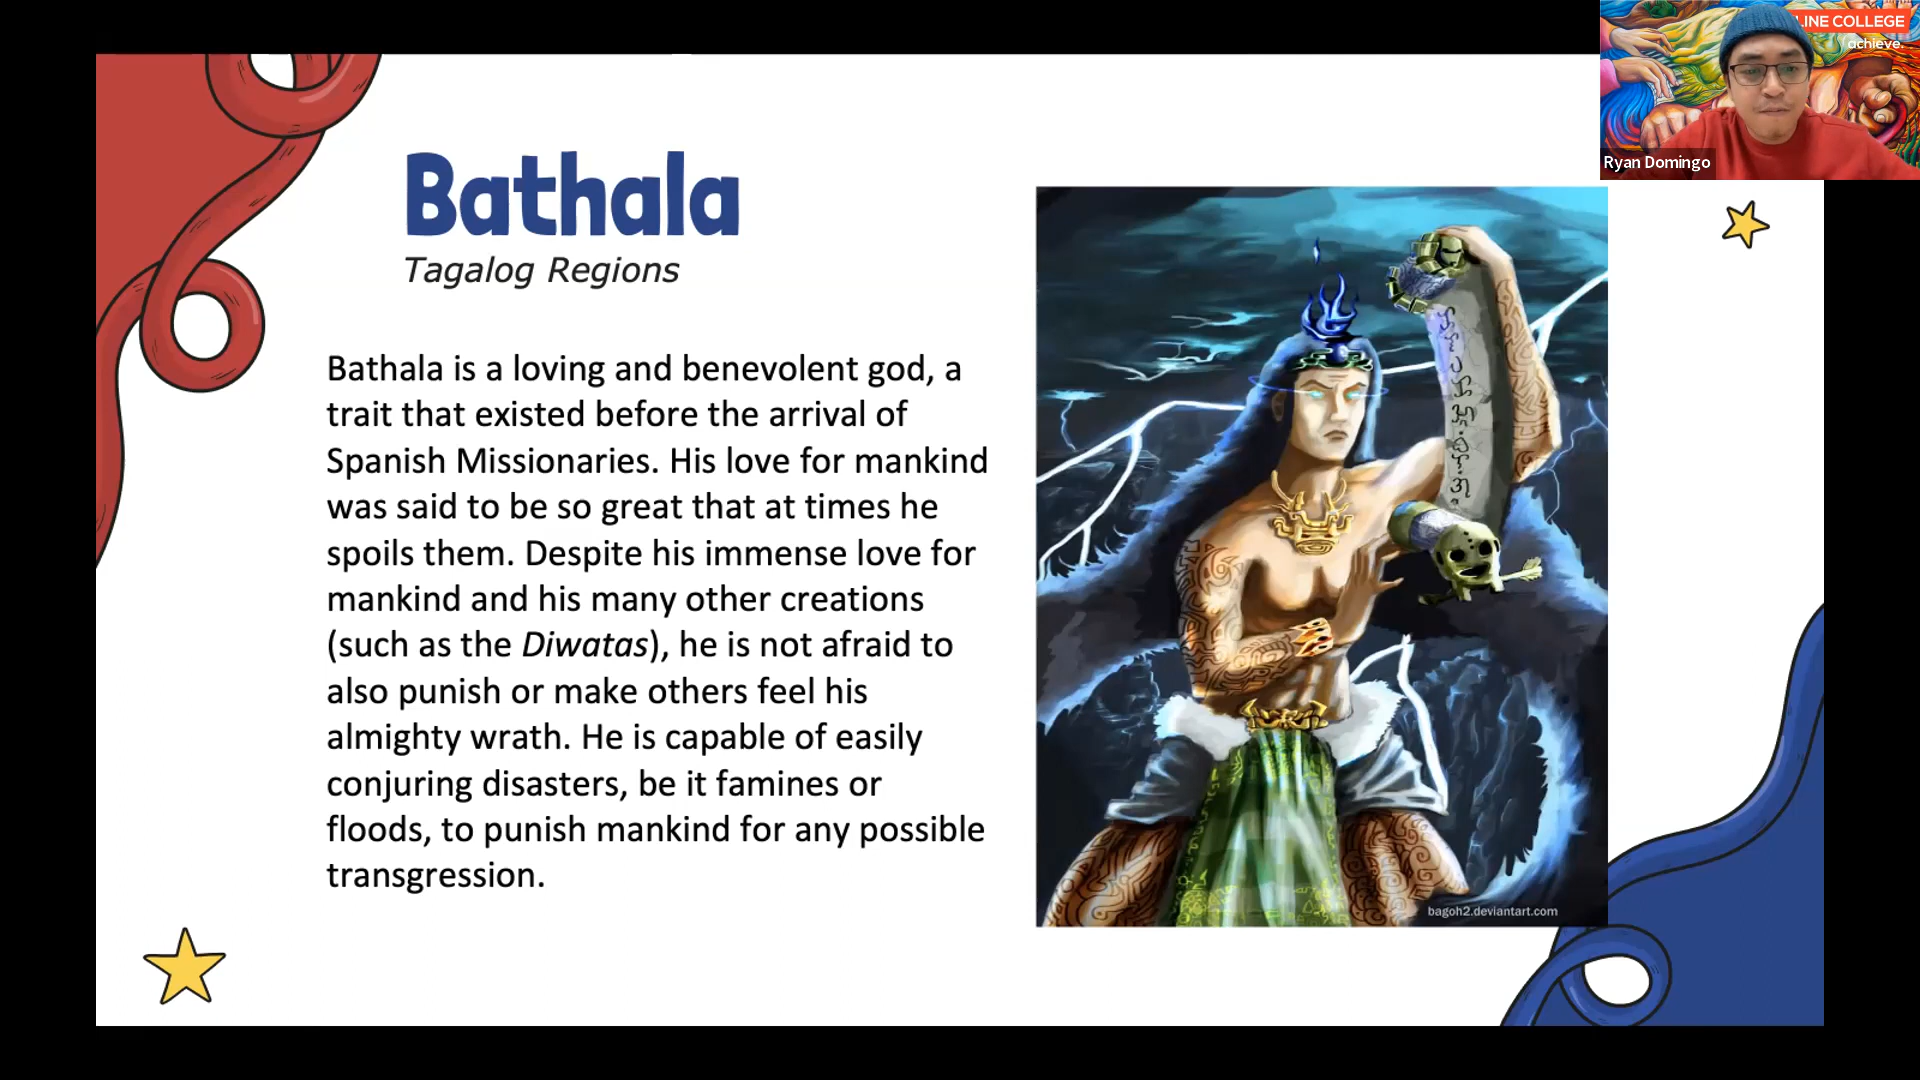 LINE COLLEGE
achieve.
Ryan Domingo
Bathala
Tagalog Regions
Bathala is a loving and benevolent god, a
trait that existed before the arrival of
Spanish Missionaries. His love for mankind
was said to be so great that at times he
spoils them. Despite his immense love for
mankind and his many other creations
(such as the Diwatas), he is not afraid to
also punish or make others feel his
almighty wrath. He is capable of easily
conjuring disasters, be it famines or
floods, to punish mankind for any possible
transgression.
bagoh2.deviantart.com